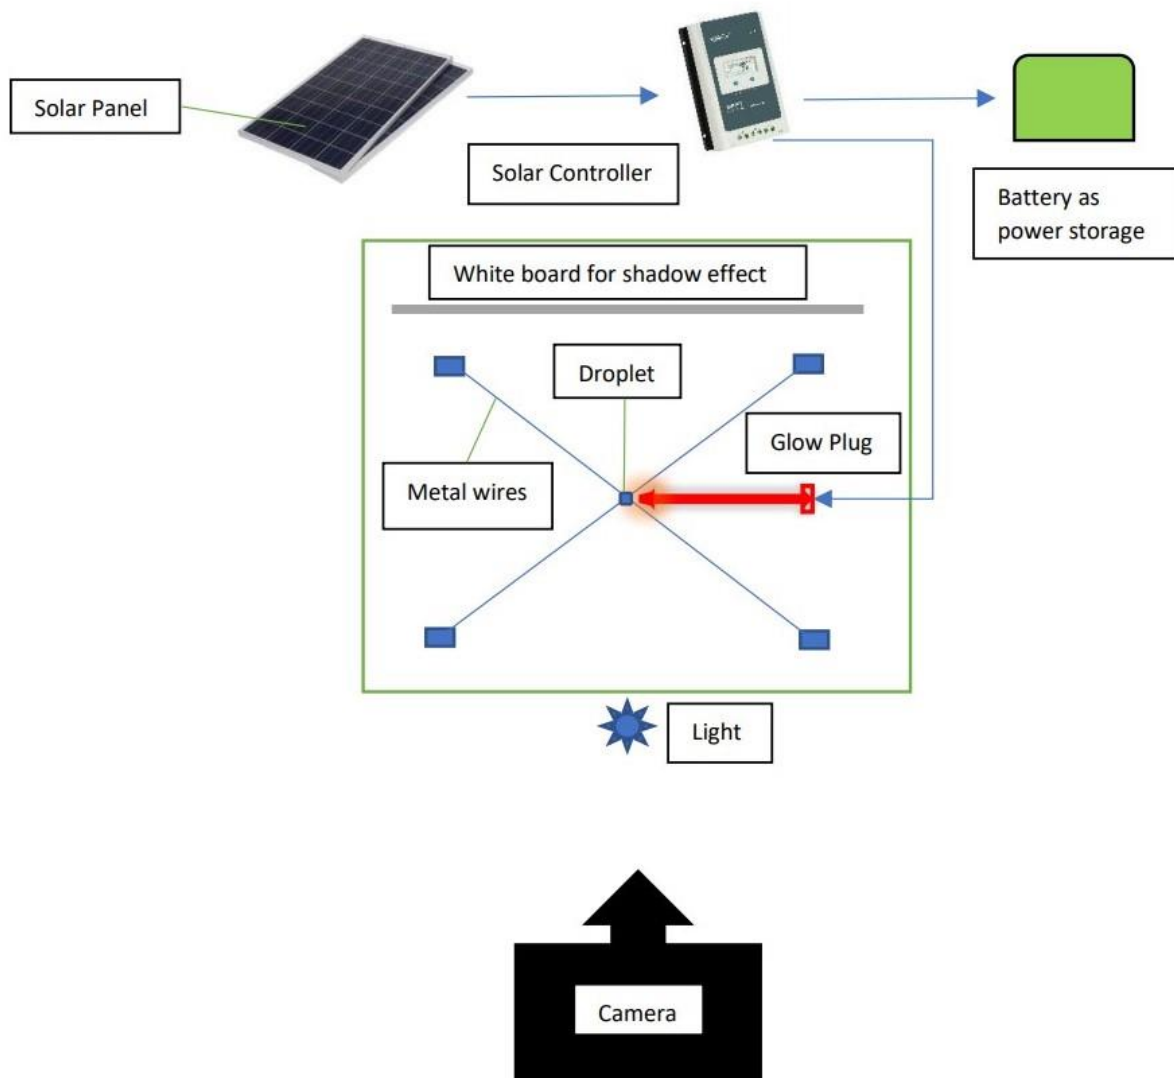 Solar Panel
Solar Controller
Battery as
power storage
White board for shadow effect
Droplet
Glow Plug
Metal wires
Light
Camera